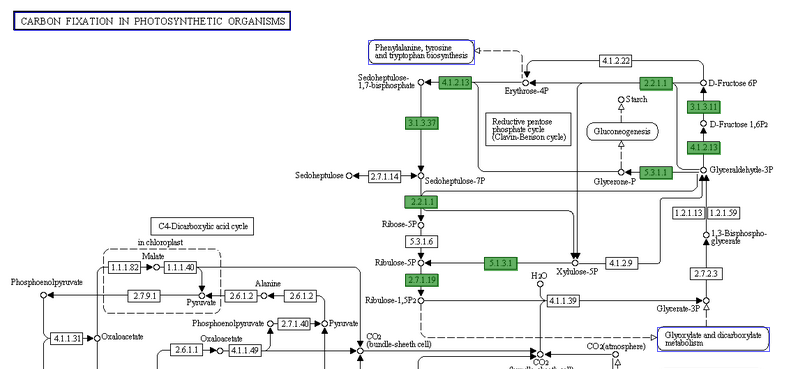 CARBON FIXATION IN PHOTOSYNTHETIC ORGANISMS
Phenylalanine, tyrosine
and tryptophan biosynthesis
4.1.2.22
Sedoheptulose-
1,7-bisphosphate
4.1.2.13
Erythrose-4P
2.2.1.1
D-Fructose 6P
Starch
3.1.3.11
3.1.3.37
Reductive pentose
phosphate cycle
(Clavin-Benson cycle)
Gluconeogenesis
D-Fructose 1,6P2
4.1.2.13
Sedoheptulose
2.7.1.14
Sedoheptulose-7P
Glycerone-P
5.3.1.1
Glyceraldehyde-3P
2.2.1.1
1.2.1.13
1.2.1.59
C4-Dicarboxylic acid cycle
Ribose-5P
in chloroplast
5.3.1.6
1,3-Bisphospho-
glycerate
Malate
1.1.1.82
1.1.1.40
Ribulose-5P
5.1.3.1
Xylulose-5P
4.1.2.9
2.7.2.3
Phosphoenolpyruvate
Alanine
2.7.1.19
H2O
2.7.9.1
Pyruvate
2.6.1.2
2.6.1.2
Ribulose-1,5P2
4.1.1.39
Glycerate-3P
Phosphoenolpyruvate
2.7.1.40
Pyruvate
4.1.1.31
Oxaloacetate
Oxaloacetate
CO2
(bundle-sheeth cell)
Glyoxylate and dicarboxylate
metabolism
2.6.1.1
4.1.1.49
CO2(atmosphere)
CO2